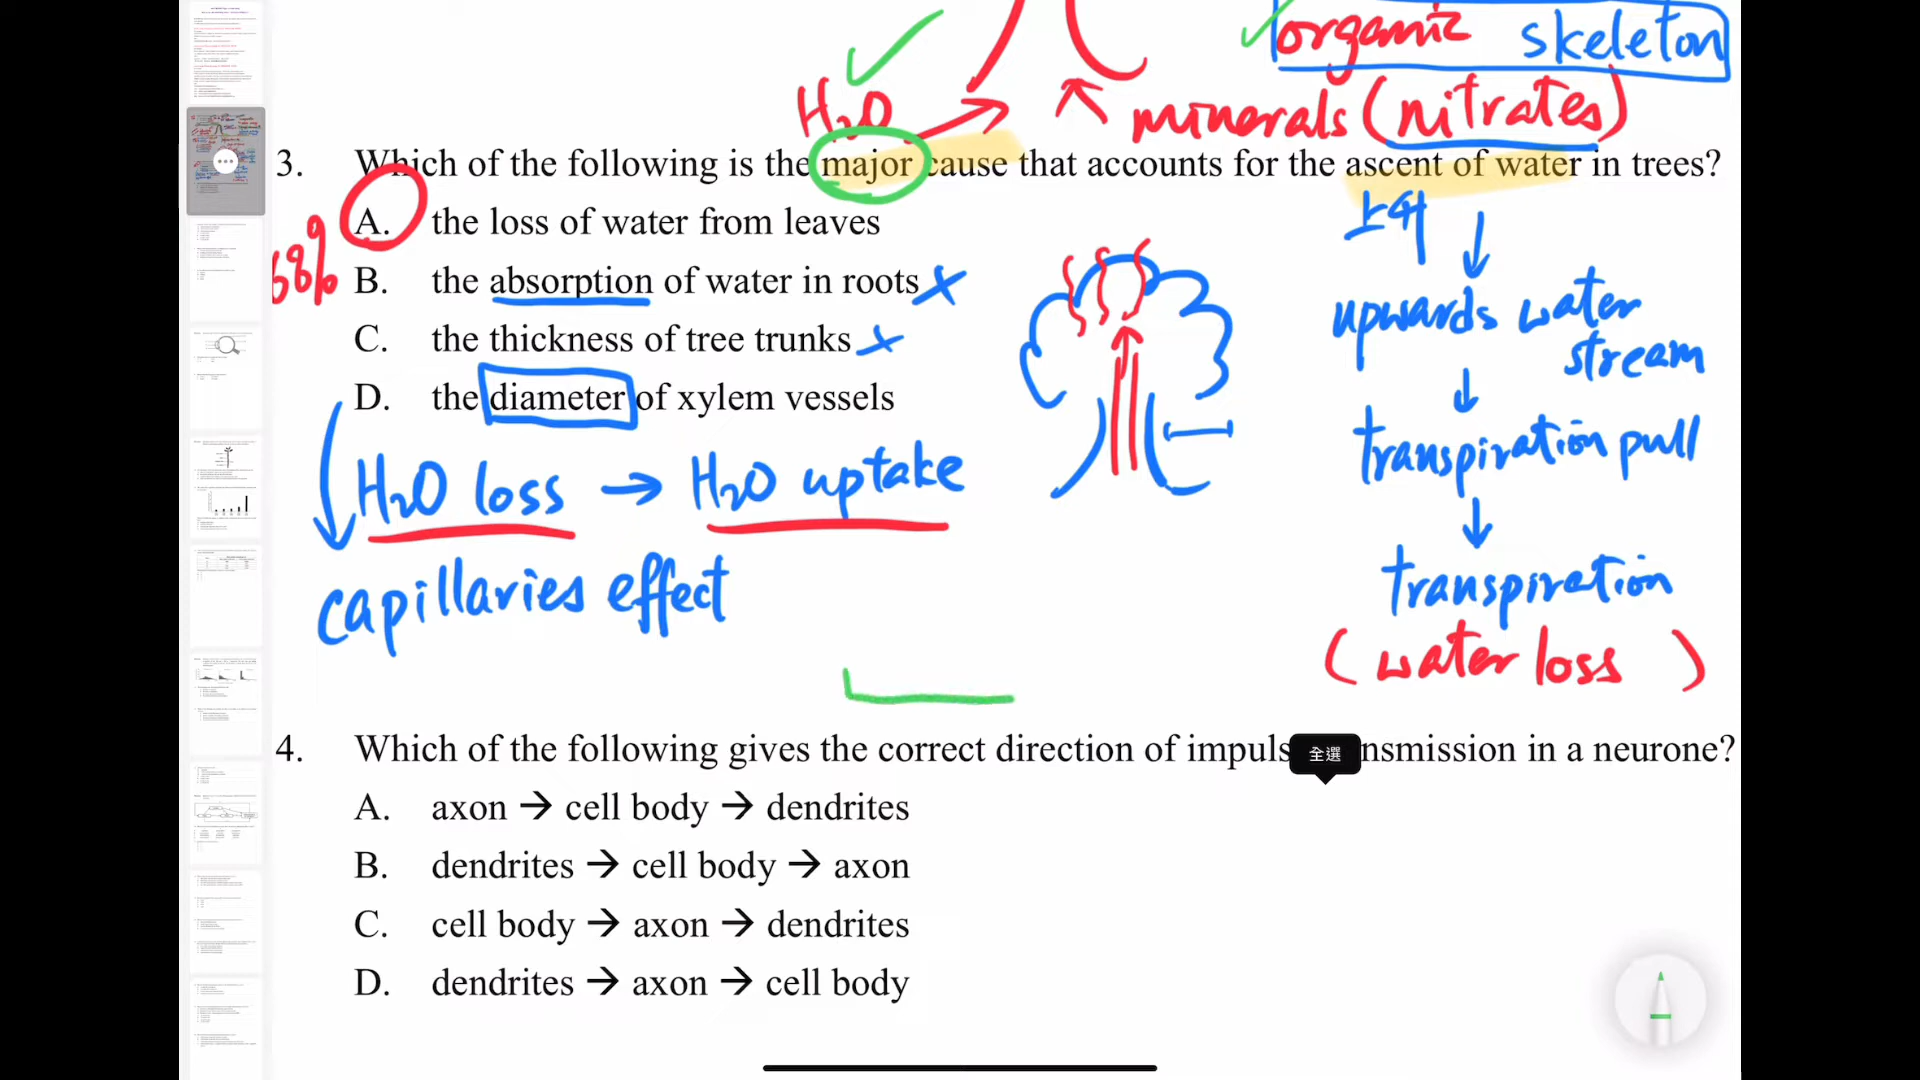 organic skeleton
H₂O
minerals (nitrates)
3. Which of the following is the major cause that accounts for the ascent of water in trees?
上升
A. the loss of water from leaves
68%
B. the absorption of water in roots
upwards water
stream
C. the thickness of tree trunks
D. the diameter of xylem vessels
transpiration pull
H₂O loss → H₂O uptake
capillaries effect
transpiration
(water loss)
4. Which of the following gives the correct direction of impuls nsmission in a neurone?
全選
A. axon → cell body → dendrites
B. dendrites → cell body → axon
C. cell body → axon → dendrites
D. dendrites → axon → cell body